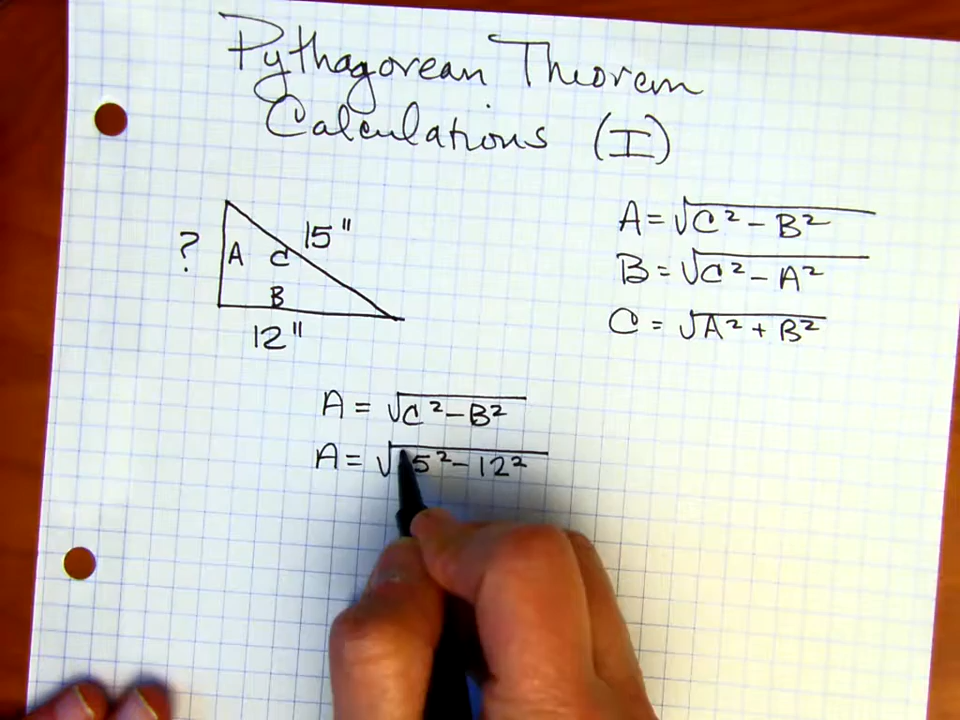 Pythagorean Theorem
Calculations (I)
? A C 15"
B
12"
A = √C² - B²
B = √C² - A²
C = √A² + B²
A = √C² - B²
A = √15² - 12²